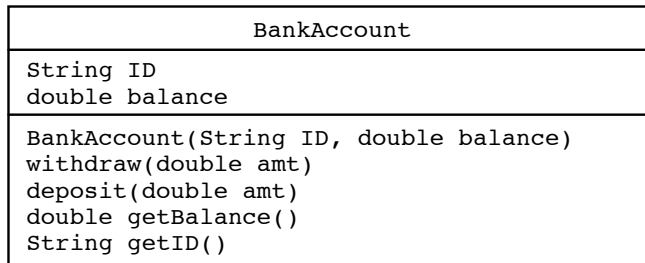 BankAccount
String ID
double balance
BankAccount(String ID, double balance)
withdraw(double amt)
deposit(double amt)
double getBalance()
String getID()